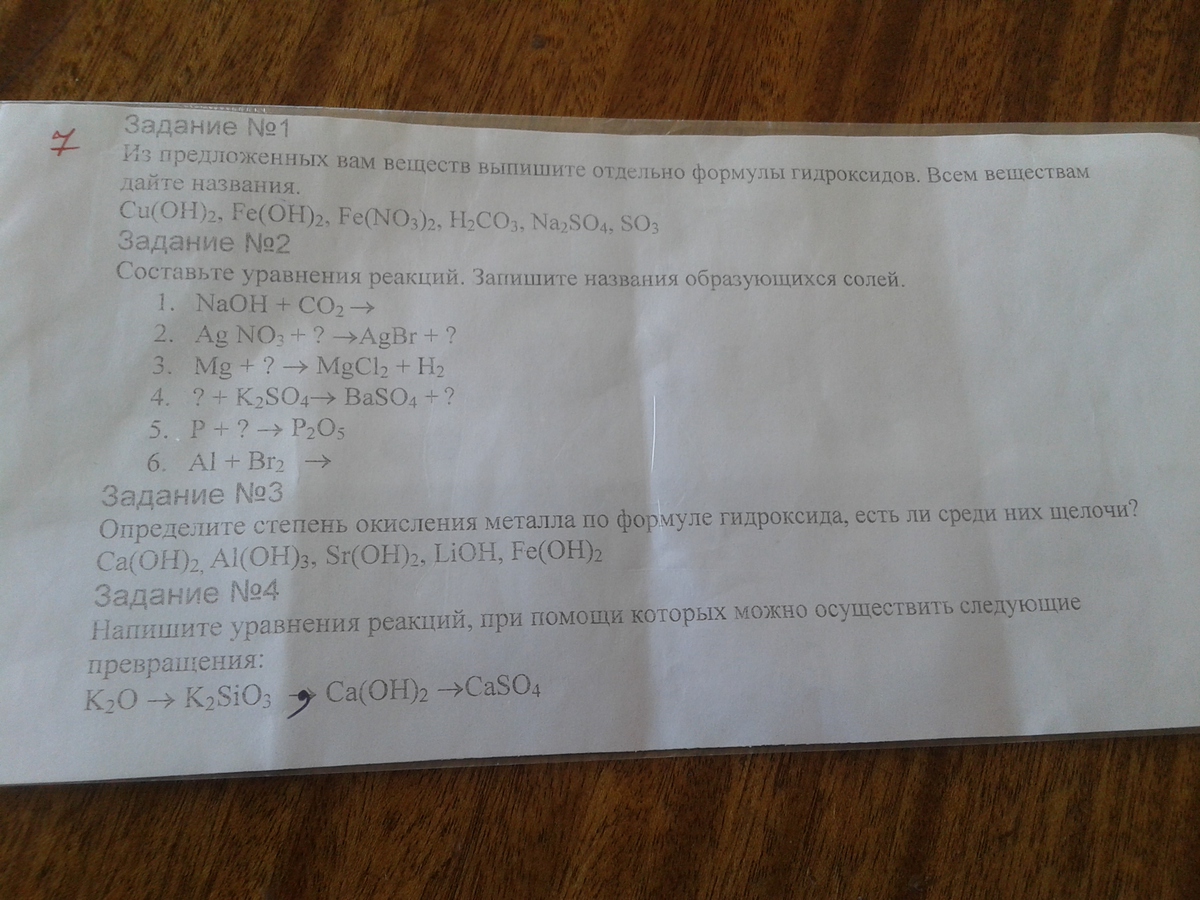 7
Задание №1
Из предложенных вам веществ выпишите отдельно формулы гидроксидов. Всем веществам
дайте названия.
Cu(OH)₂, Fe(OH)₂, Fe(NO₃)₂, H₂CO₃, Na₂SO₄, SO₃
Задание №2
Составьте уравнения реакций. Запишите названия образующихся солей.
1. NaOH + CO₂ →
2. Ag NO₃ + ? →AgBr + ?
3. Mg + ? → MgCl₂ + H₂
4. ? + K₂SO₄→ BaSO₄ + ?
5. P + ? → P₂O₅
6. Al + Br₂ →
Задание №3
Определите степень окисления металла по формуле гидроксида, есть ли среди них щелочи?
Ca(OH)₂, Al(OH)₃, Sr(OH)₂, LiOH, Fe(OH)₂
Задание №4
Напишите уравнения реакций, при помощи которых можно осуществить следующие
превращения:
K₂O → K₂SiO₃ , Ca(OH)₂ →CaSO₄